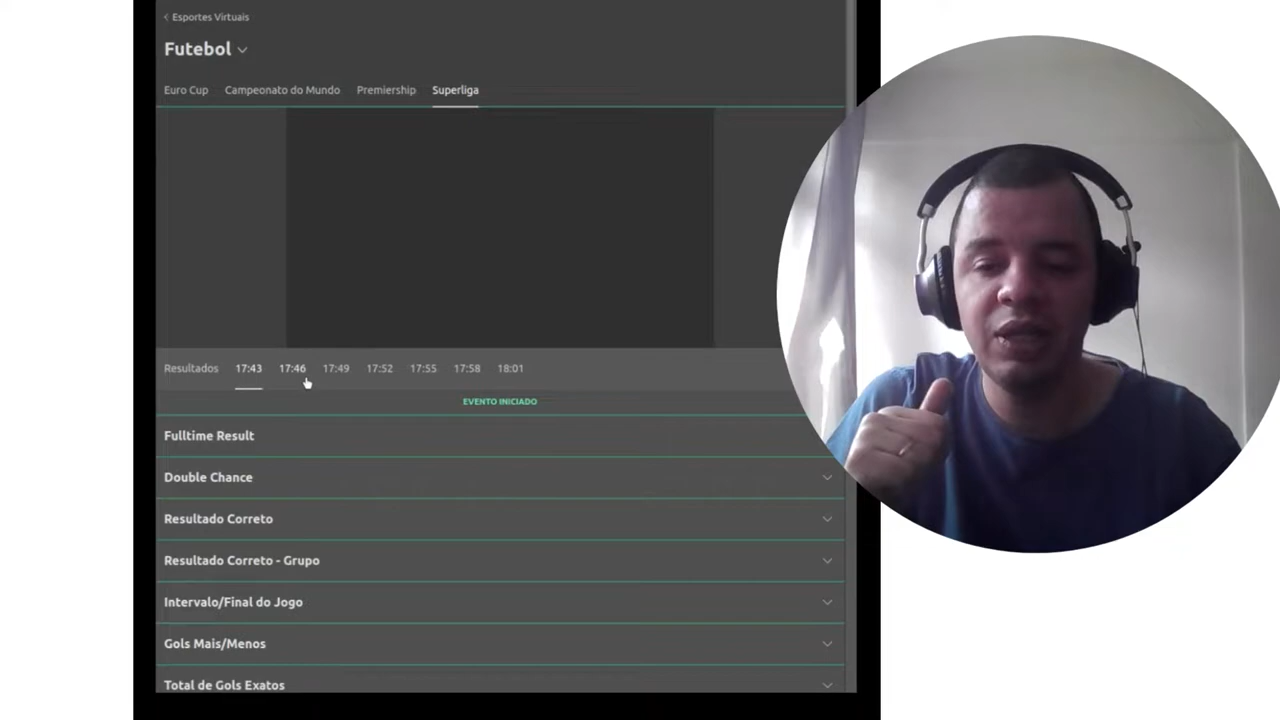 Esportes Virtuais
Futebol
Euro Cup Campeonato do Mundo Premiership Superliga
Resultados 17:43 17:46 17:49 17:52 17:55 17:58 18:01
EVENTO INICIADO
Fulltime Result
Double Chance
Resultado Correto
Resultado Correto - Grupo
Intervalo/Final do Jogo
Gols Mais/Menos
Total de Gols Exatos